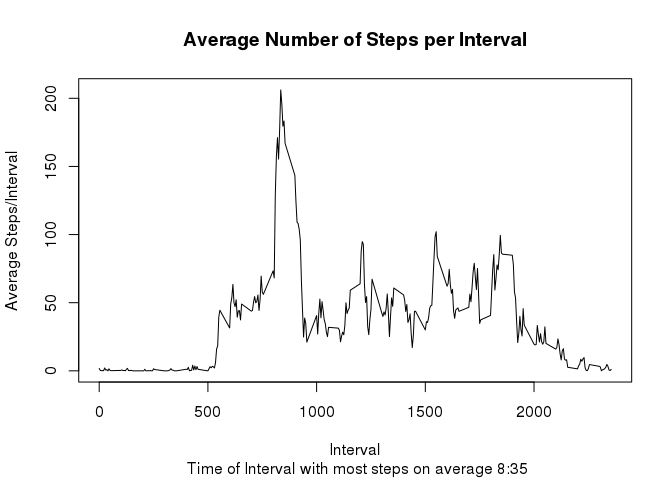 Average Number of Steps per Interval
Average Steps/Interval
200
150
100
50
0
0 500 1000 1500 2000
Interval
Time of Interval with most steps on average 8:35